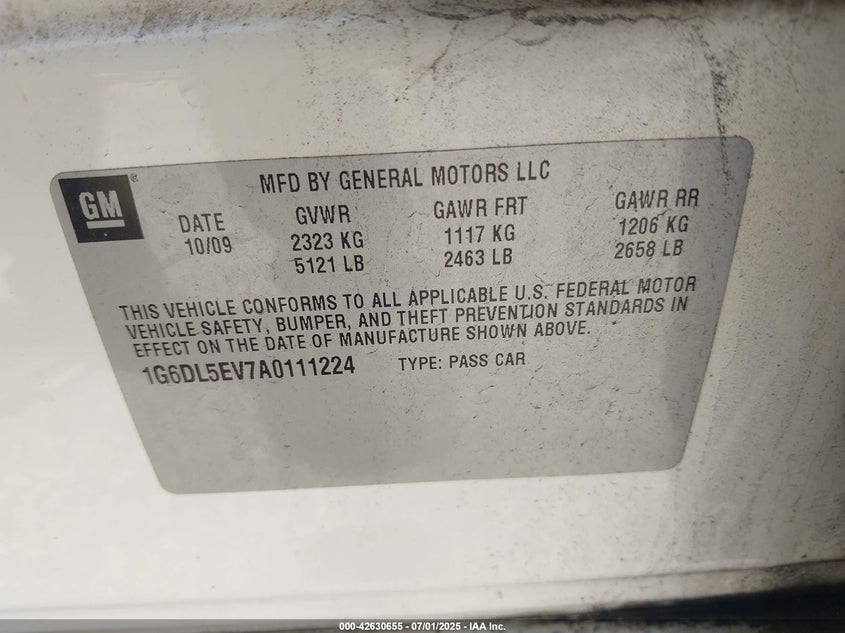 GM
®
MFD BY GENERAL MOTORS LLC
DATE GVWR GAWR FRT GAWR RR
10/09 2323 KG 1117 KG 1206 KG
5121 LB 2463 LB 2658 LB
THIS VEHICLE CONFORMS TO ALL APPLICABLE U.S. FEDERAL MOTOR
VEHICLE SAFETY, BUMPER, AND THEFT PREVENTION STANDARDS IN
EFFECT ON THE DATE OF MANUFACTURE SHOWN ABOVE.
1G6DL5EV7A0111224 TYPE: PASS CAR
000-42630655 - 07/01/2025 - IAA Inc.